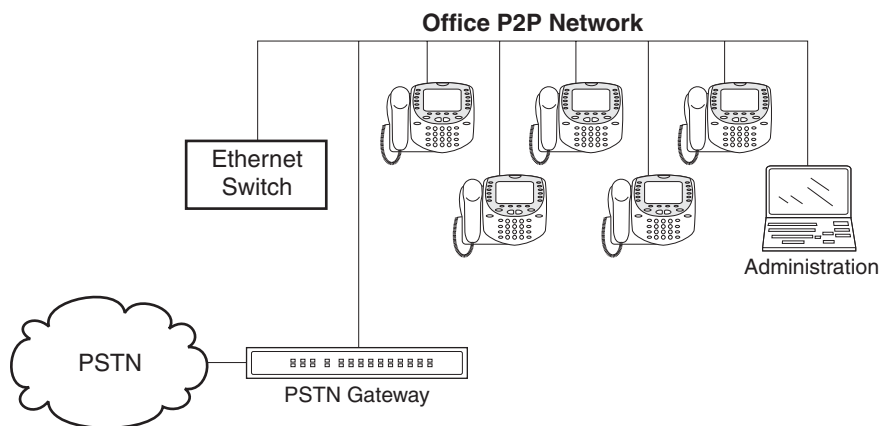 Office P2P Network
Ethernet
Switch
Administration
PSTN
PSTN Gateway